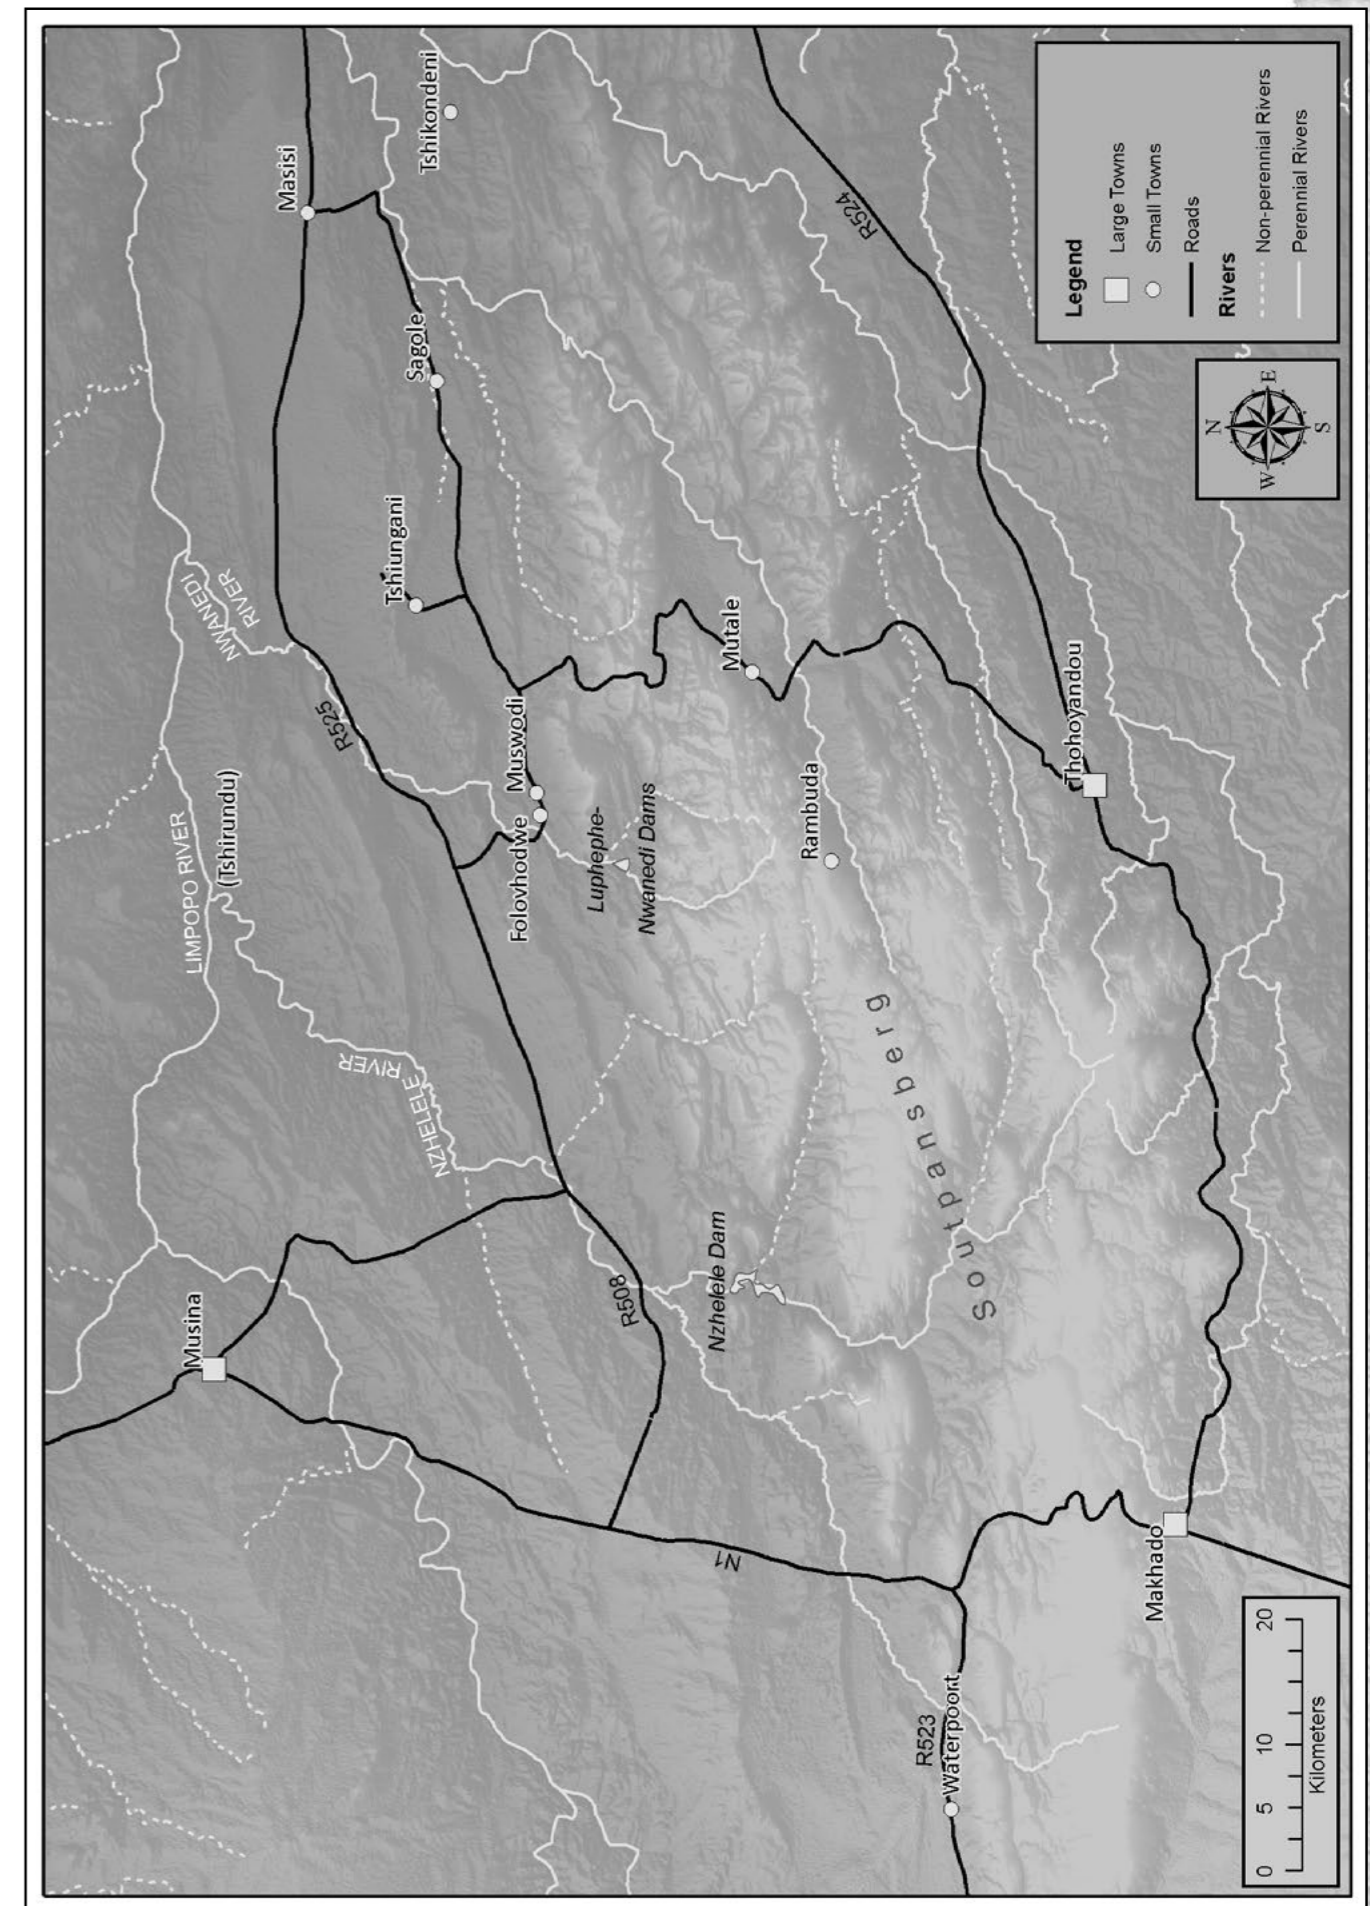 Musina
LIMPOPO RIVER
(Tshirundu)
NWANEDI
RIVER
Masisi
Tshikondeni
NZHELELE
RIVER
R525
Tshiungani
Sagole
Folovhodwe
Muswodi
R508
Luphephe-
Nwanedi Dams
Nzhelele Dam
Mutale
R524
N1
Rambuda
Soutpansberg
R523
Waterpoort
Thohoyandou
Makhado
Legend
Large Towns
Small Towns
Roads
Rivers
Non-perennial Rivers
Perennial Rivers
N
W
E
S
0
5
10
20
Kilometers